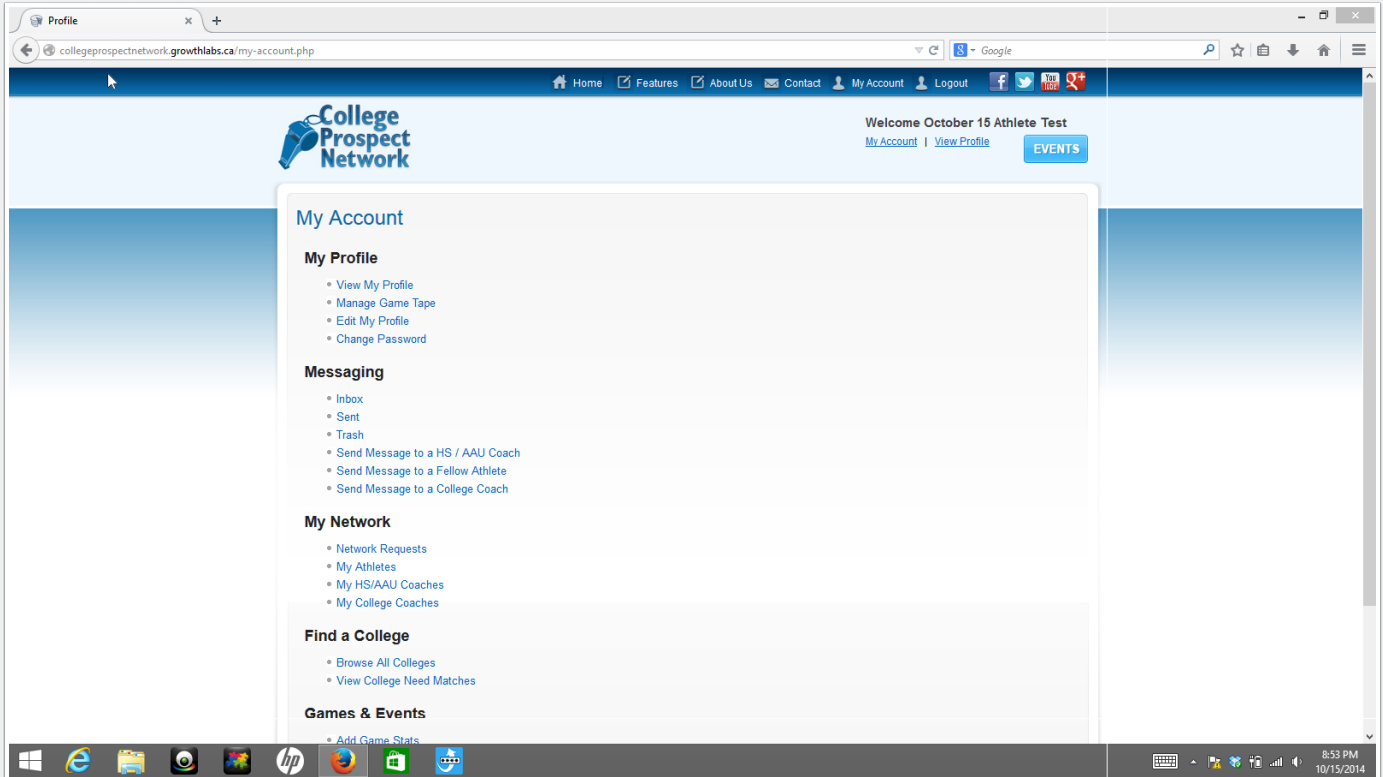 Profile
collegeprospectnetwork.growthlabs.ca/my-account.php
Google
Home Features About Us Contact My Account Logout
You Tube
College
Prospect
Network
Welcome October 15 Athlete Test
My Account | View Profile
EVENTS
My Account
My Profile
View My Profile
Manage Game Tape
Edit My Profile
Change Password
Messaging
Inbox
Sent
Trash
Send Message to a HS / AAU Coach
Send Message to a Fellow Athlete
Send Message to a College Coach
My Network
Network Requests
My Athletes
My HS/AAU Coaches
My College Coaches
Find a College
Browse All Colleges
View College Need Matches
Games & Events
Add Game Stats
hp
8:53 PM
10/15/2014